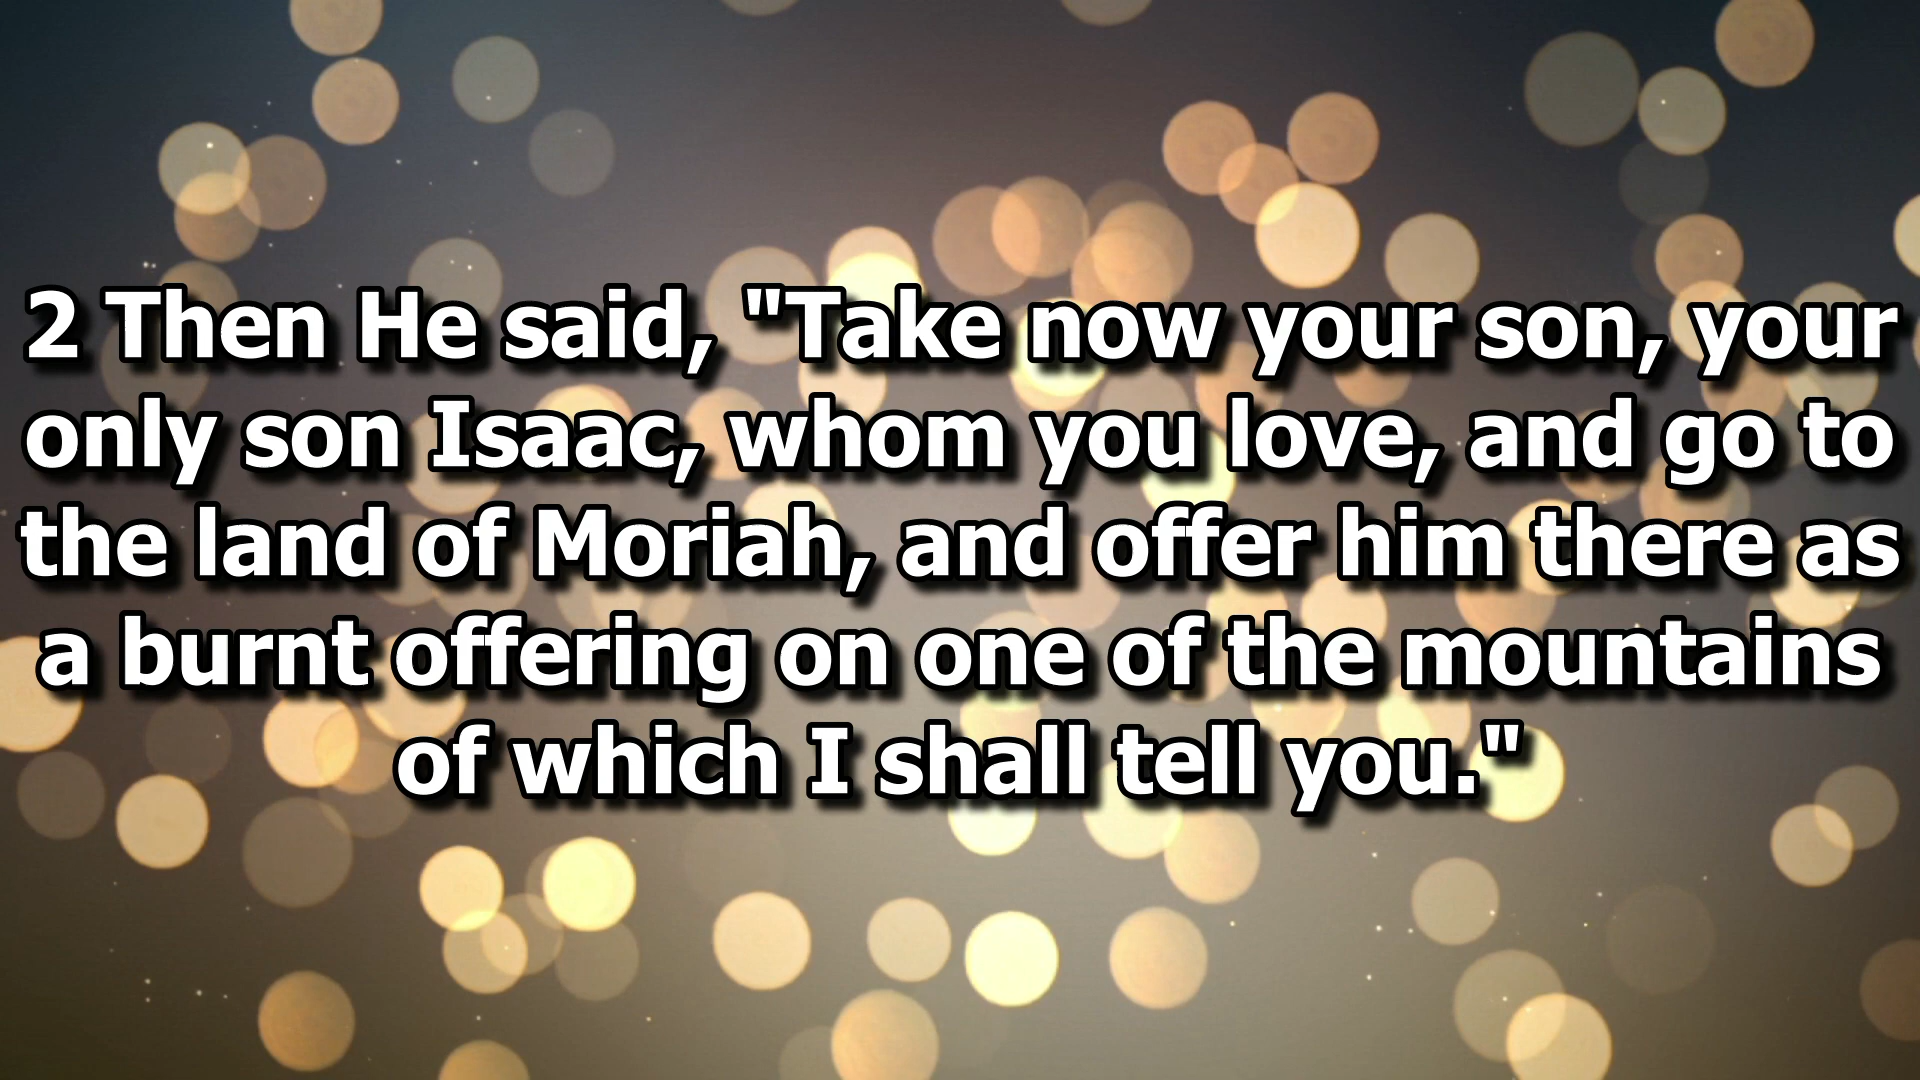 2 Then He said, "Take now your son, your
only son Isaac, whom you love, and go to
the land of Moriah, and offer him there as
a burnt offering on one of the mountains
of which I shall tell you."